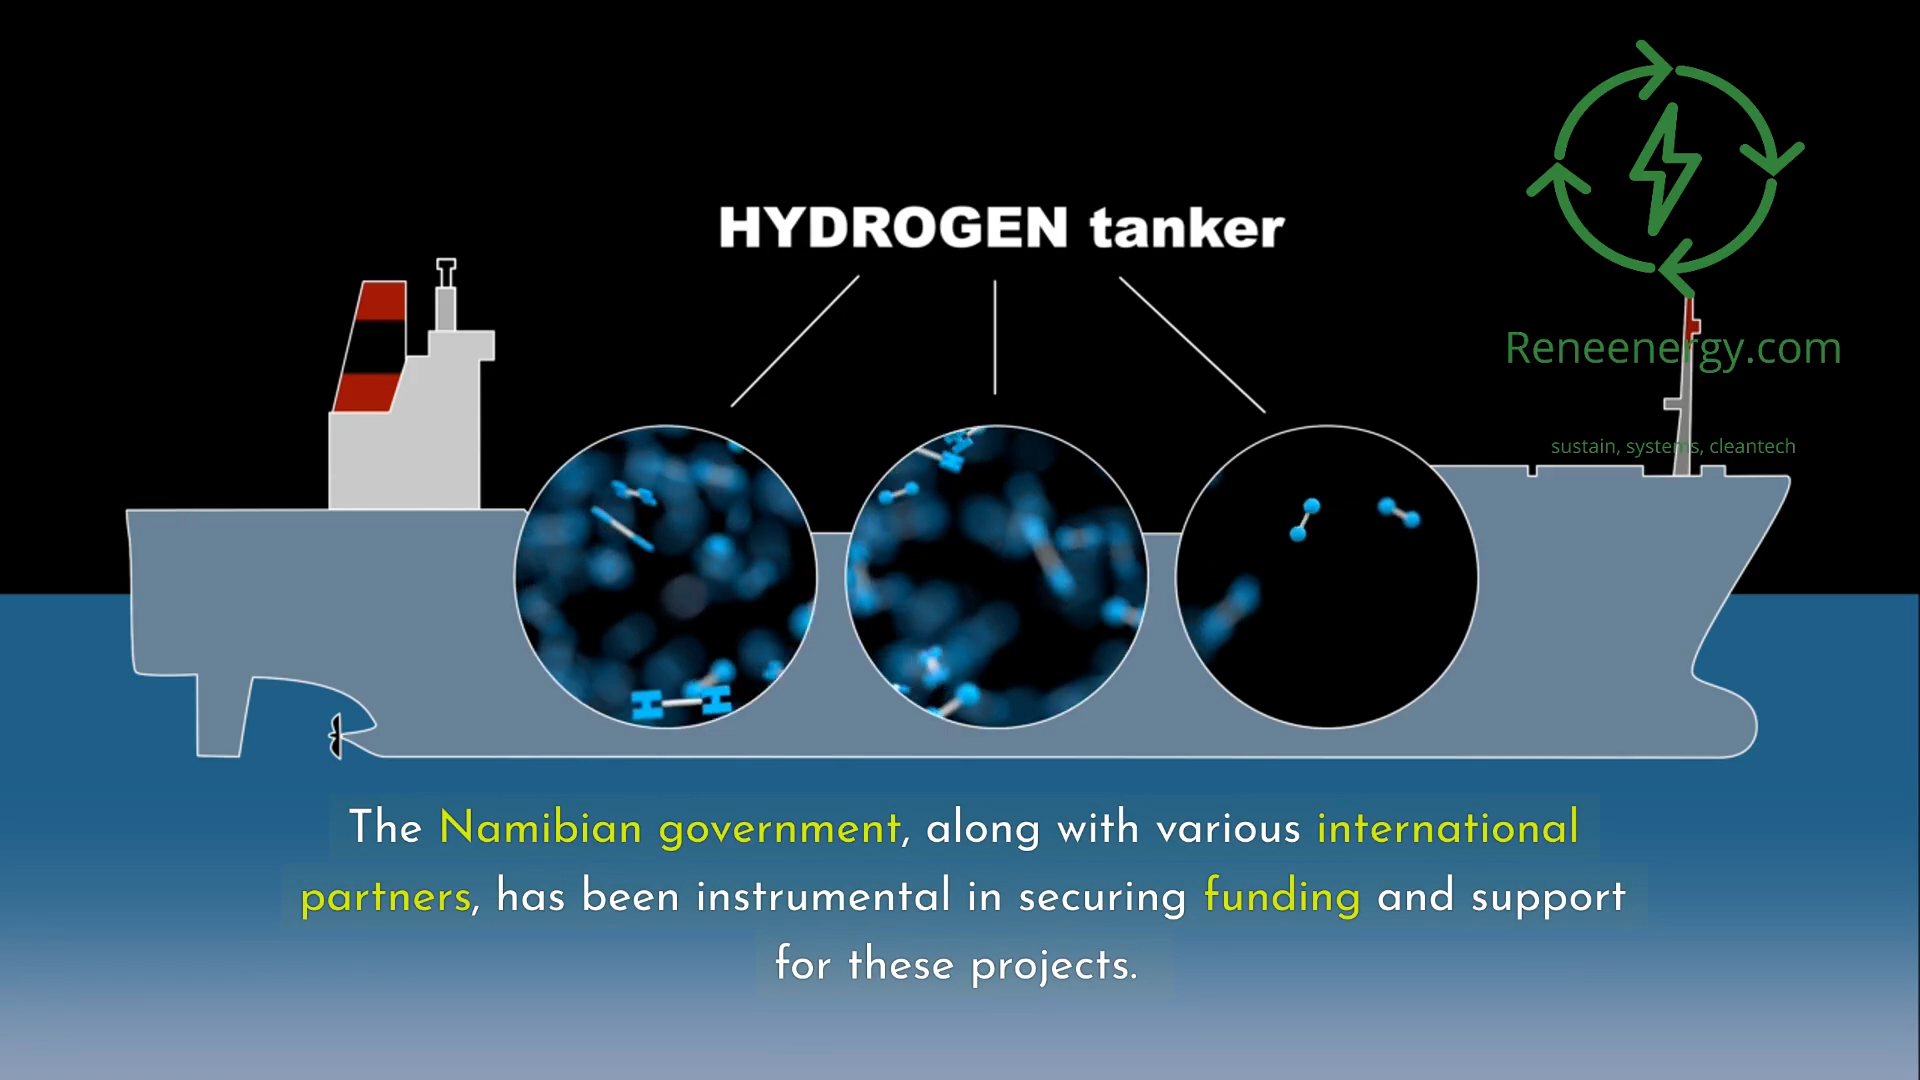 HYDROGEN tanker
Reneenergy.com
sustain, systems, cleantech
H H
The Namibian government, along with various international
partners, has been instrumental in securing funding and support
for these projects.